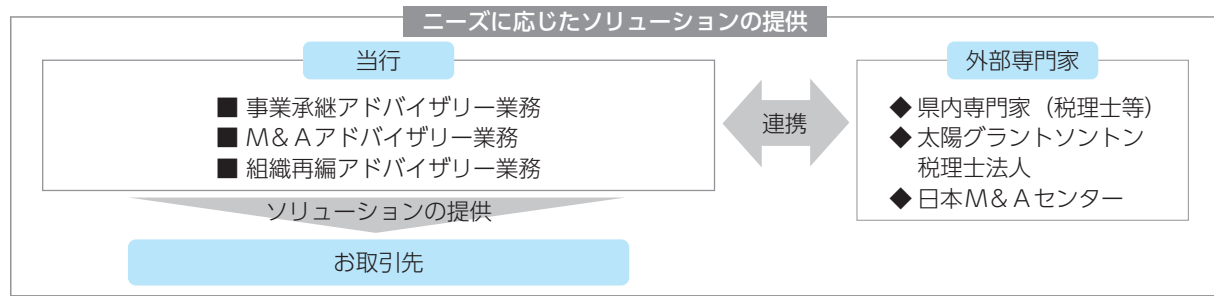 ニーズに応じたソリューションの提供
当行
■ 事業承継アドバイザリー業務
■ M&Aアドバイザリー業務
■ 組織再編アドバイザリー業務
連携
外部専門家
◆ 県内専門家（税理士等）
◆ 太陽グラントソントン
税理士法人
◆ 日本M&Aセンター
ソリューションの提供
お取引先